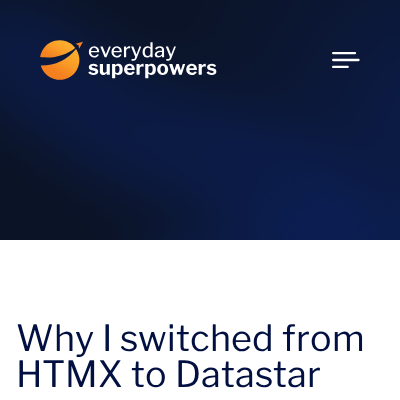 everyday
superpowers
Why I switched from
HTMX to Datastar